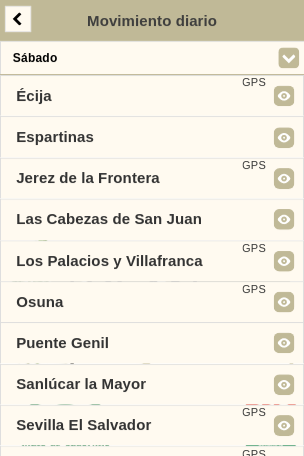 Movimiento diario
Sábado
GPS
Écija
Espartinas
GPS
Jerez de la Frontera
Las Cabezas de San Juan
GPS
Los Palacios y Villafranca
GPS
Osuna
Puente Genil
Sanlúcar la Mayor
GPS
Sevilla El Salvador
GPS